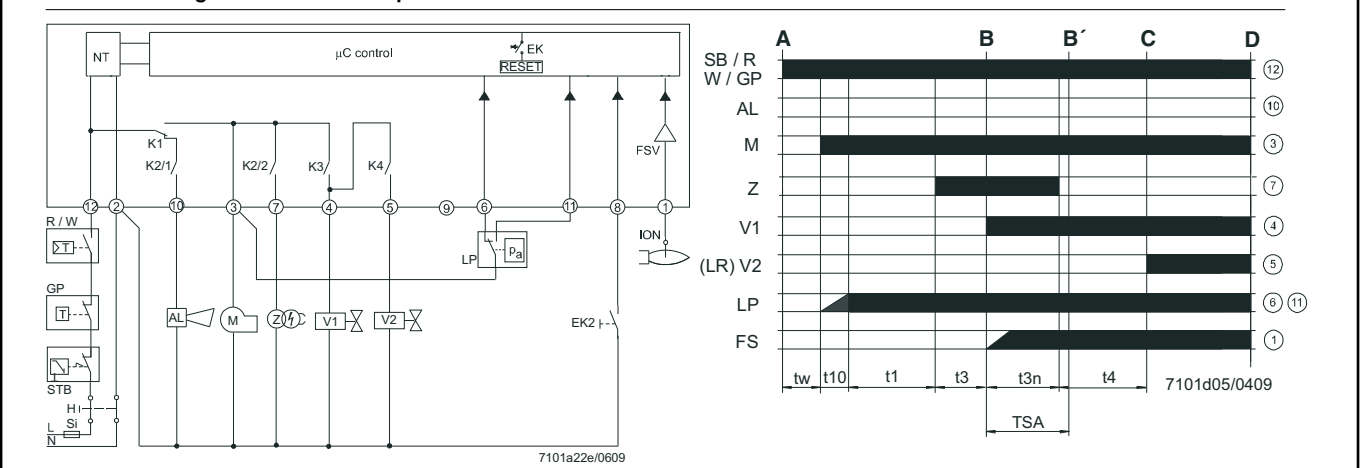 NT
µC control
EK
RESET
K1
K2/1
K2/2
K3
K4
FSV
12
2
10
3
7
4
5
9
6
11
8
1
R / W
T
GP
T
STB
H
Si
L
N
AL
M
Z
V1
V2
LP
pa
ION
EK2
7101a22e/0609
A B B´ C D
SB / R
W / GP
12
AL
10
M
3
Z
7
V1
4
(LR) V2
5
LP
6 11
FS
1
tw t10 t1 t3 t3n t4
7101d05/0409
TSA